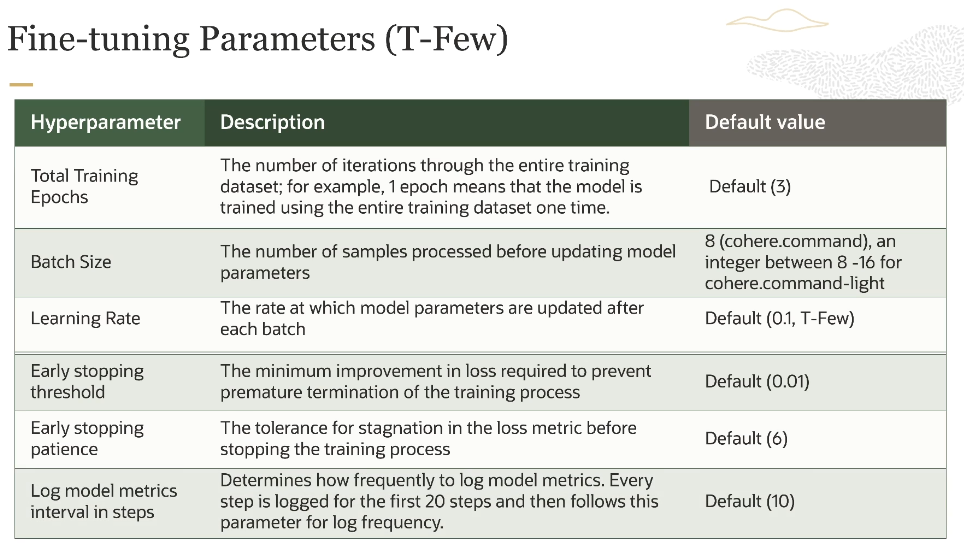 Fine-tuning Parameters (T-Few)
Hyperparameter
Description
Default value
Total Training
Epochs
The number of iterations through the entire training
dataset; for example, 1 epoch means that the model is
trained using the entire training dataset one time.
Default (3)
Batch Size
The number of samples processed before updating model
parameters
8 (cohere.command), an
integer between 8 -16 for
cohere.command-light
Learning Rate
The rate at which model parameters are updated after
each batch
Default (0.1, T-Few)
Early stopping
threshold
The minimum improvement in loss required to prevent
premature termination of the training process
Default (0.01)
Early stopping
patience
The tolerance for stagnation in the loss metric before
stopping the training process
Default (6)
Log model metrics
interval in steps
Determines how frequently to log model metrics. Every
step is logged for the first 20 steps and then follows this
parameter for log frequency.
Default (10)